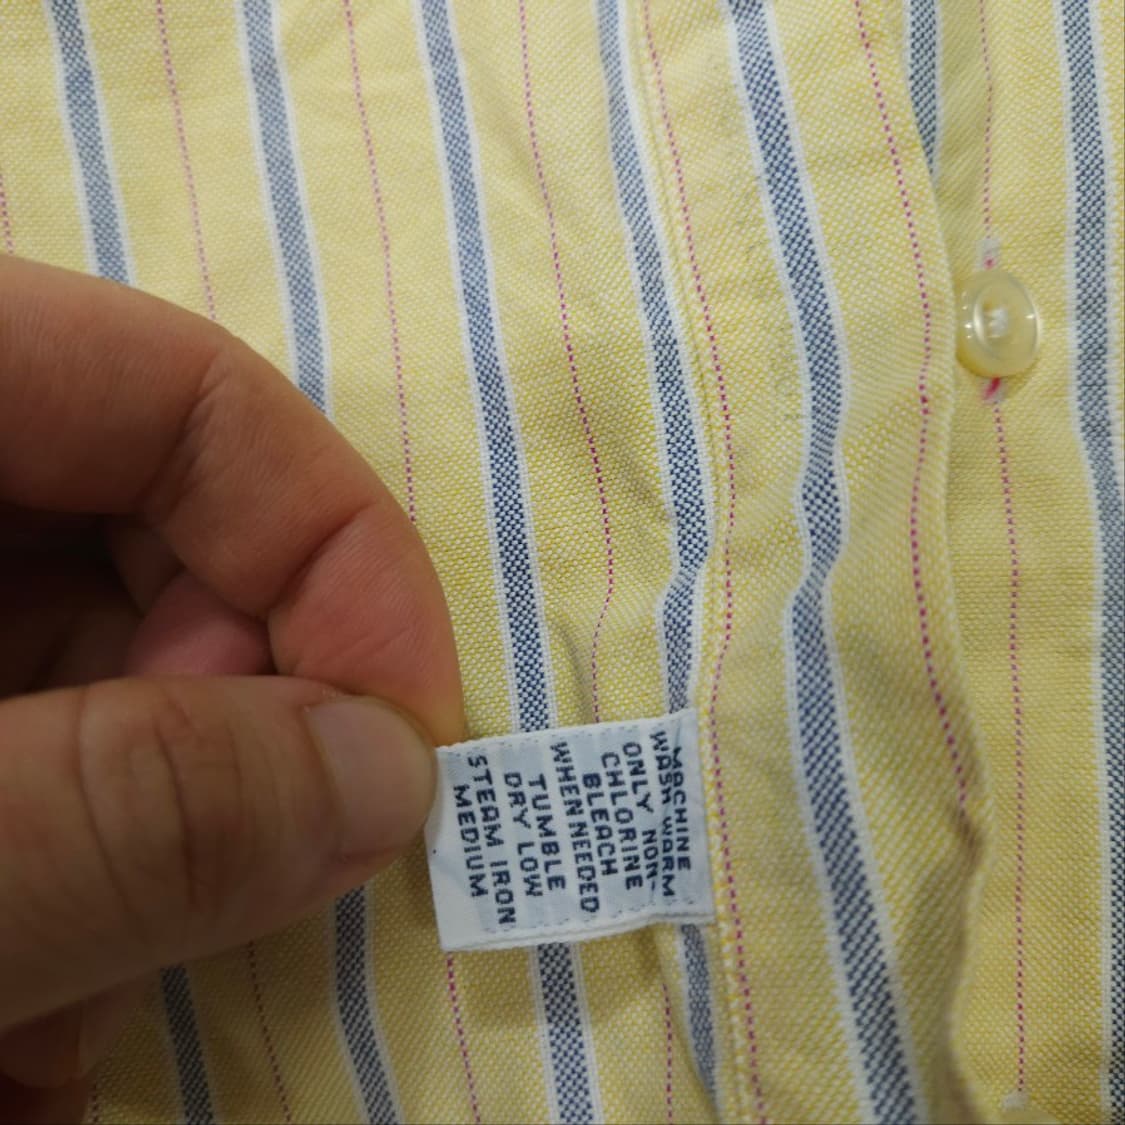 MACHINE
WASH WARM
ONLY NON-
CHLORINE
BLEACH
WHEN NEEDED
TUMBLE
DRY LOW
STEAM IRON
MEDIUM